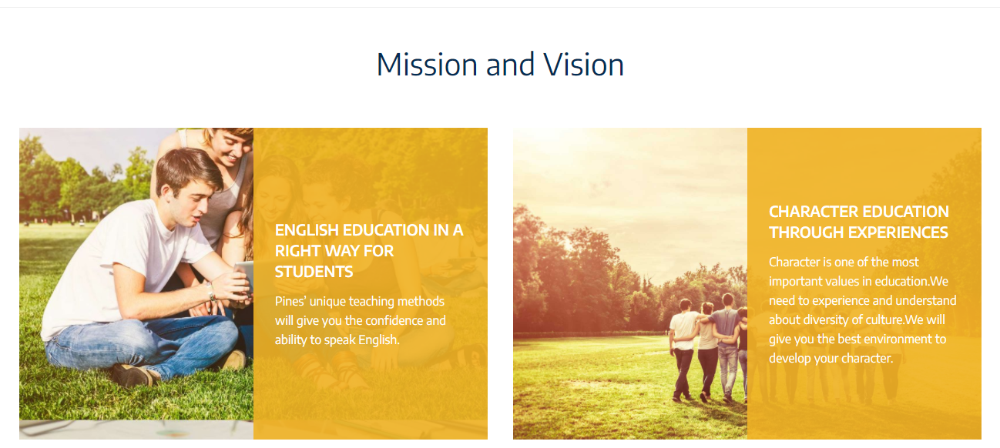 Mission and Vision
ENGLISH EDUCATION IN A
RIGHT WAY FOR
STUDENTS
Pines' unique teaching methods
will give you the confidence and
ability to speak English.
CHARACTER EDUCATION
THROUGH EXPERIENCES
Character is one of the most
important values in education.We
need to experience and understand
about diversity of culture.We will
give you the best environment to
develop your character.